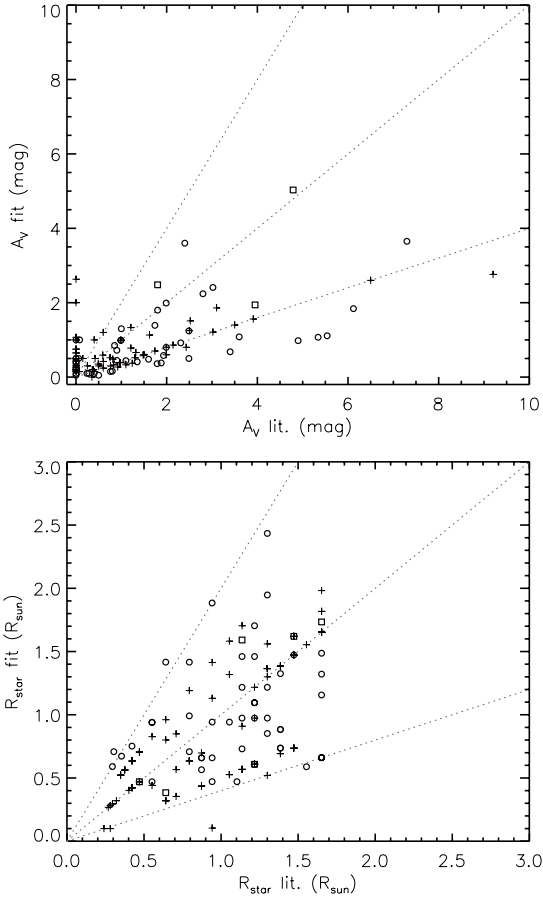 10
8
6
4
2
0
A_V fit (mag)
0 2 4 6 8 10
A_V lit. (mag)
3.0
2.5
2.0
1.5
1.0
0.5
0.0
R_star fit (R_sun)
0.0 0.5 1.0 1.5 2.0 2.5 3.0
R_star lit. (R_sun)